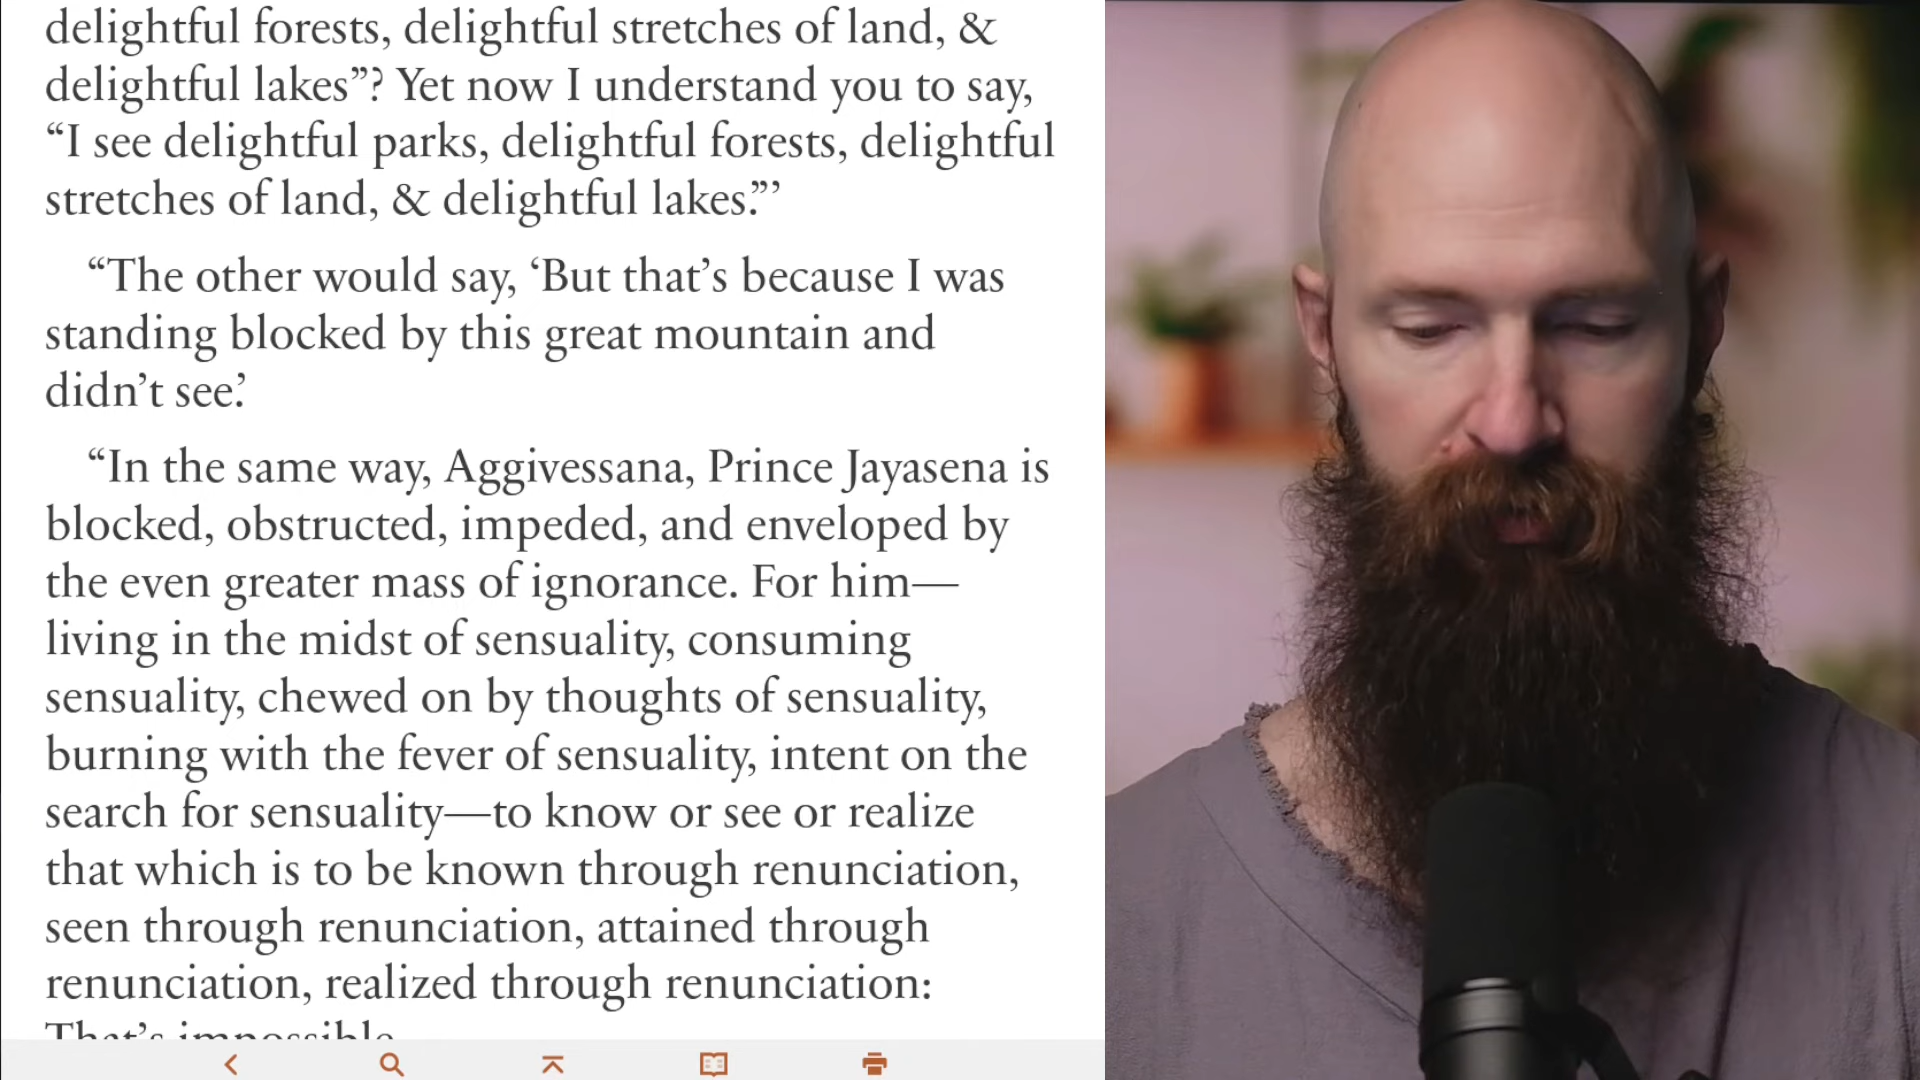 delightful forests, delightful stretches of land, &
delightful lakes”? Yet now I understand you to say,
“I see delightful parks, delightful forests, delightful
stretches of land, & delightful lakes.”’
“The other would say, ‘But that’s because I was
standing blocked by this great mountain and
didn’t see.’
“In the same way, Aggivessana, Prince Jayasena is
blocked, obstructed, impeded, and enveloped by
the even greater mass of ignorance. For him—
living in the midst of sensuality, consuming
sensuality, chewed on by thoughts of sensuality,
burning with the fever of sensuality, intent on the
search for sensuality—to know or see or realize
that which is to be known through renunciation,
seen through renunciation, attained through
renunciation, realized through renunciation:
That’s impossible